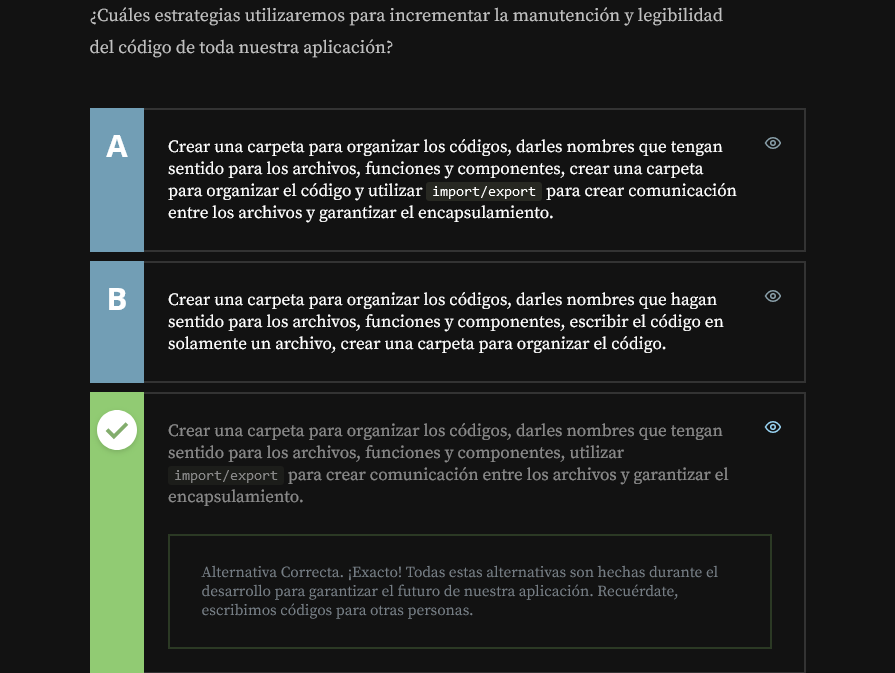 ¿Cuáles estrategias utilizaremos para incrementar la manutención y legibilidad
del código de toda nuestra aplicación?
A
Crear una carpeta para organizar los códigos, darles nombres que tengan
sentido para los archivos, funciones y componentes, crear una carpeta
para organizar el código y utilizar import/export para crear comunicación
entre los archivos y garantizar el encapsulamiento.
B
Crear una carpeta para organizar los códigos, darles nombres que hagan
sentido para los archivos, funciones y componentes, escribir el código en
solamente un archivo, crear una carpeta para organizar el código.
Crear una carpeta para organizar los códigos, darles nombres que tengan
sentido para los archivos, funciones y componentes, utilizar
import/export para crear comunicación entre los archivos y garantizar el
encapsulamiento.
Alternativa Correcta. ¡Exacto! Todas estas alternativas son hechas durante el
desarrollo para garantizar el futuro de nuestra aplicación. Recuérdate,
escribimos códigos para otras personas.